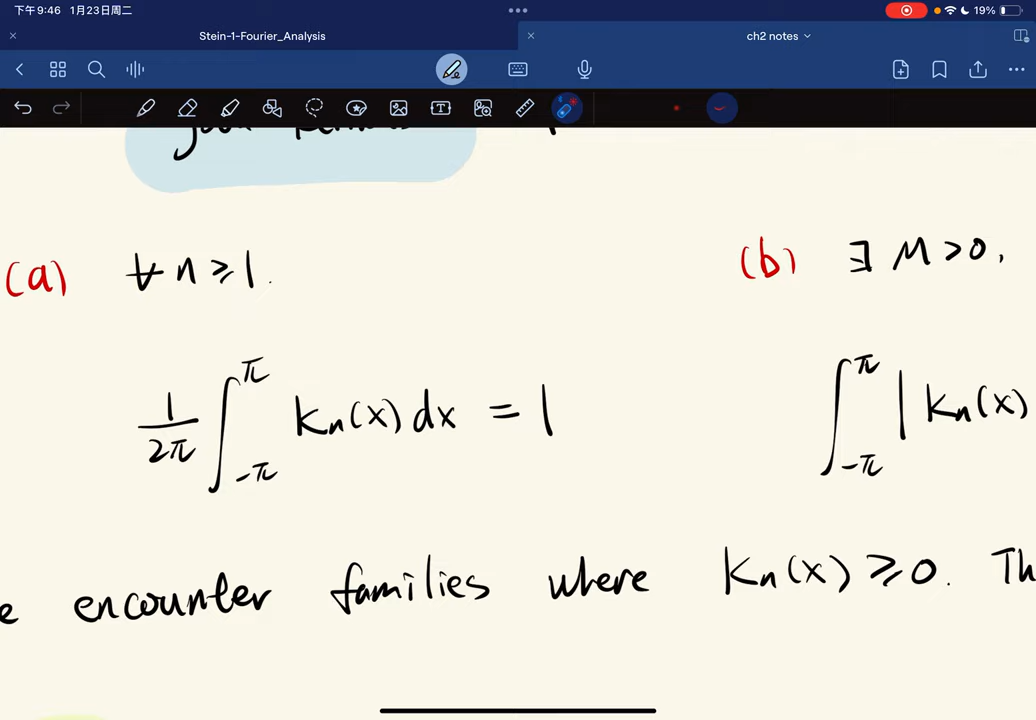 下午9:46 1月23日周二
19%
Stein-1-Fourier_Analysis
ch2 notes
(a) ∀ n ≥ 1.
(b) ∃ M > 0,
1/2π ∫_{-π}^{π} Kn(x) dx = 1
∫_{-π}^{π} | Kn(x)
encounter families where Kn(x) ≥ 0. Th